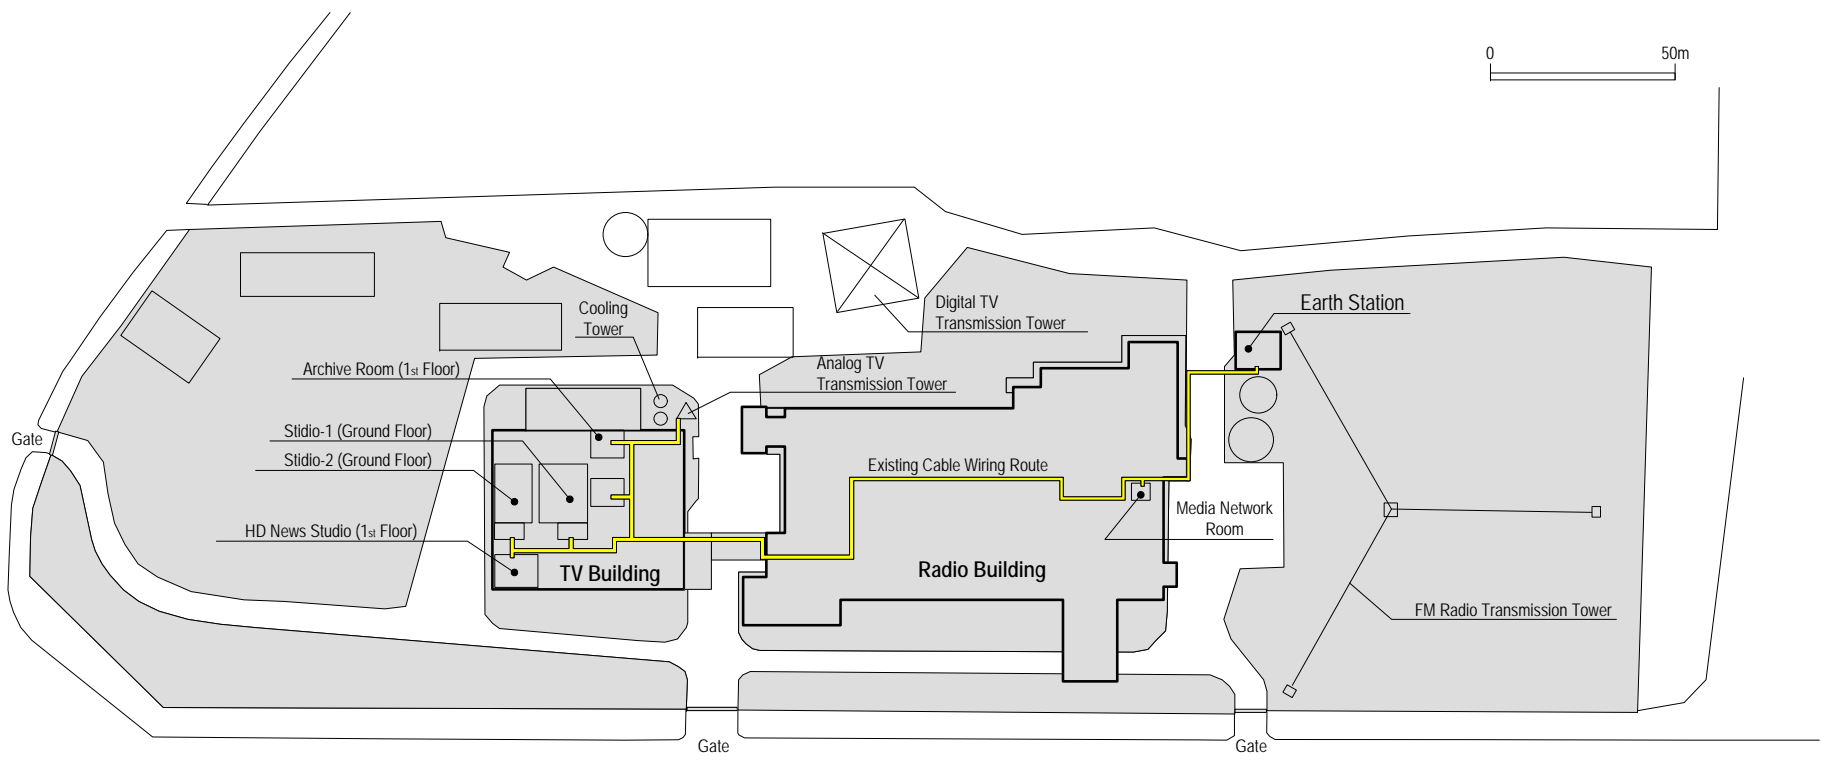 0 50m
Earth Station
Cooling
Tower
Digital TV
Transmission Tower
Archive Room (1st Floor)
Analog TV
Transmission Tower
Stidio-1 (Ground Floor)
Gate
Stidio-2 (Ground Floor)
Existing Cable Wiring Route
Media Network
Room
HD News Studio (1st Floor)
TV Building
Radio Building
FM Radio Transmission Tower
Gate
Gate